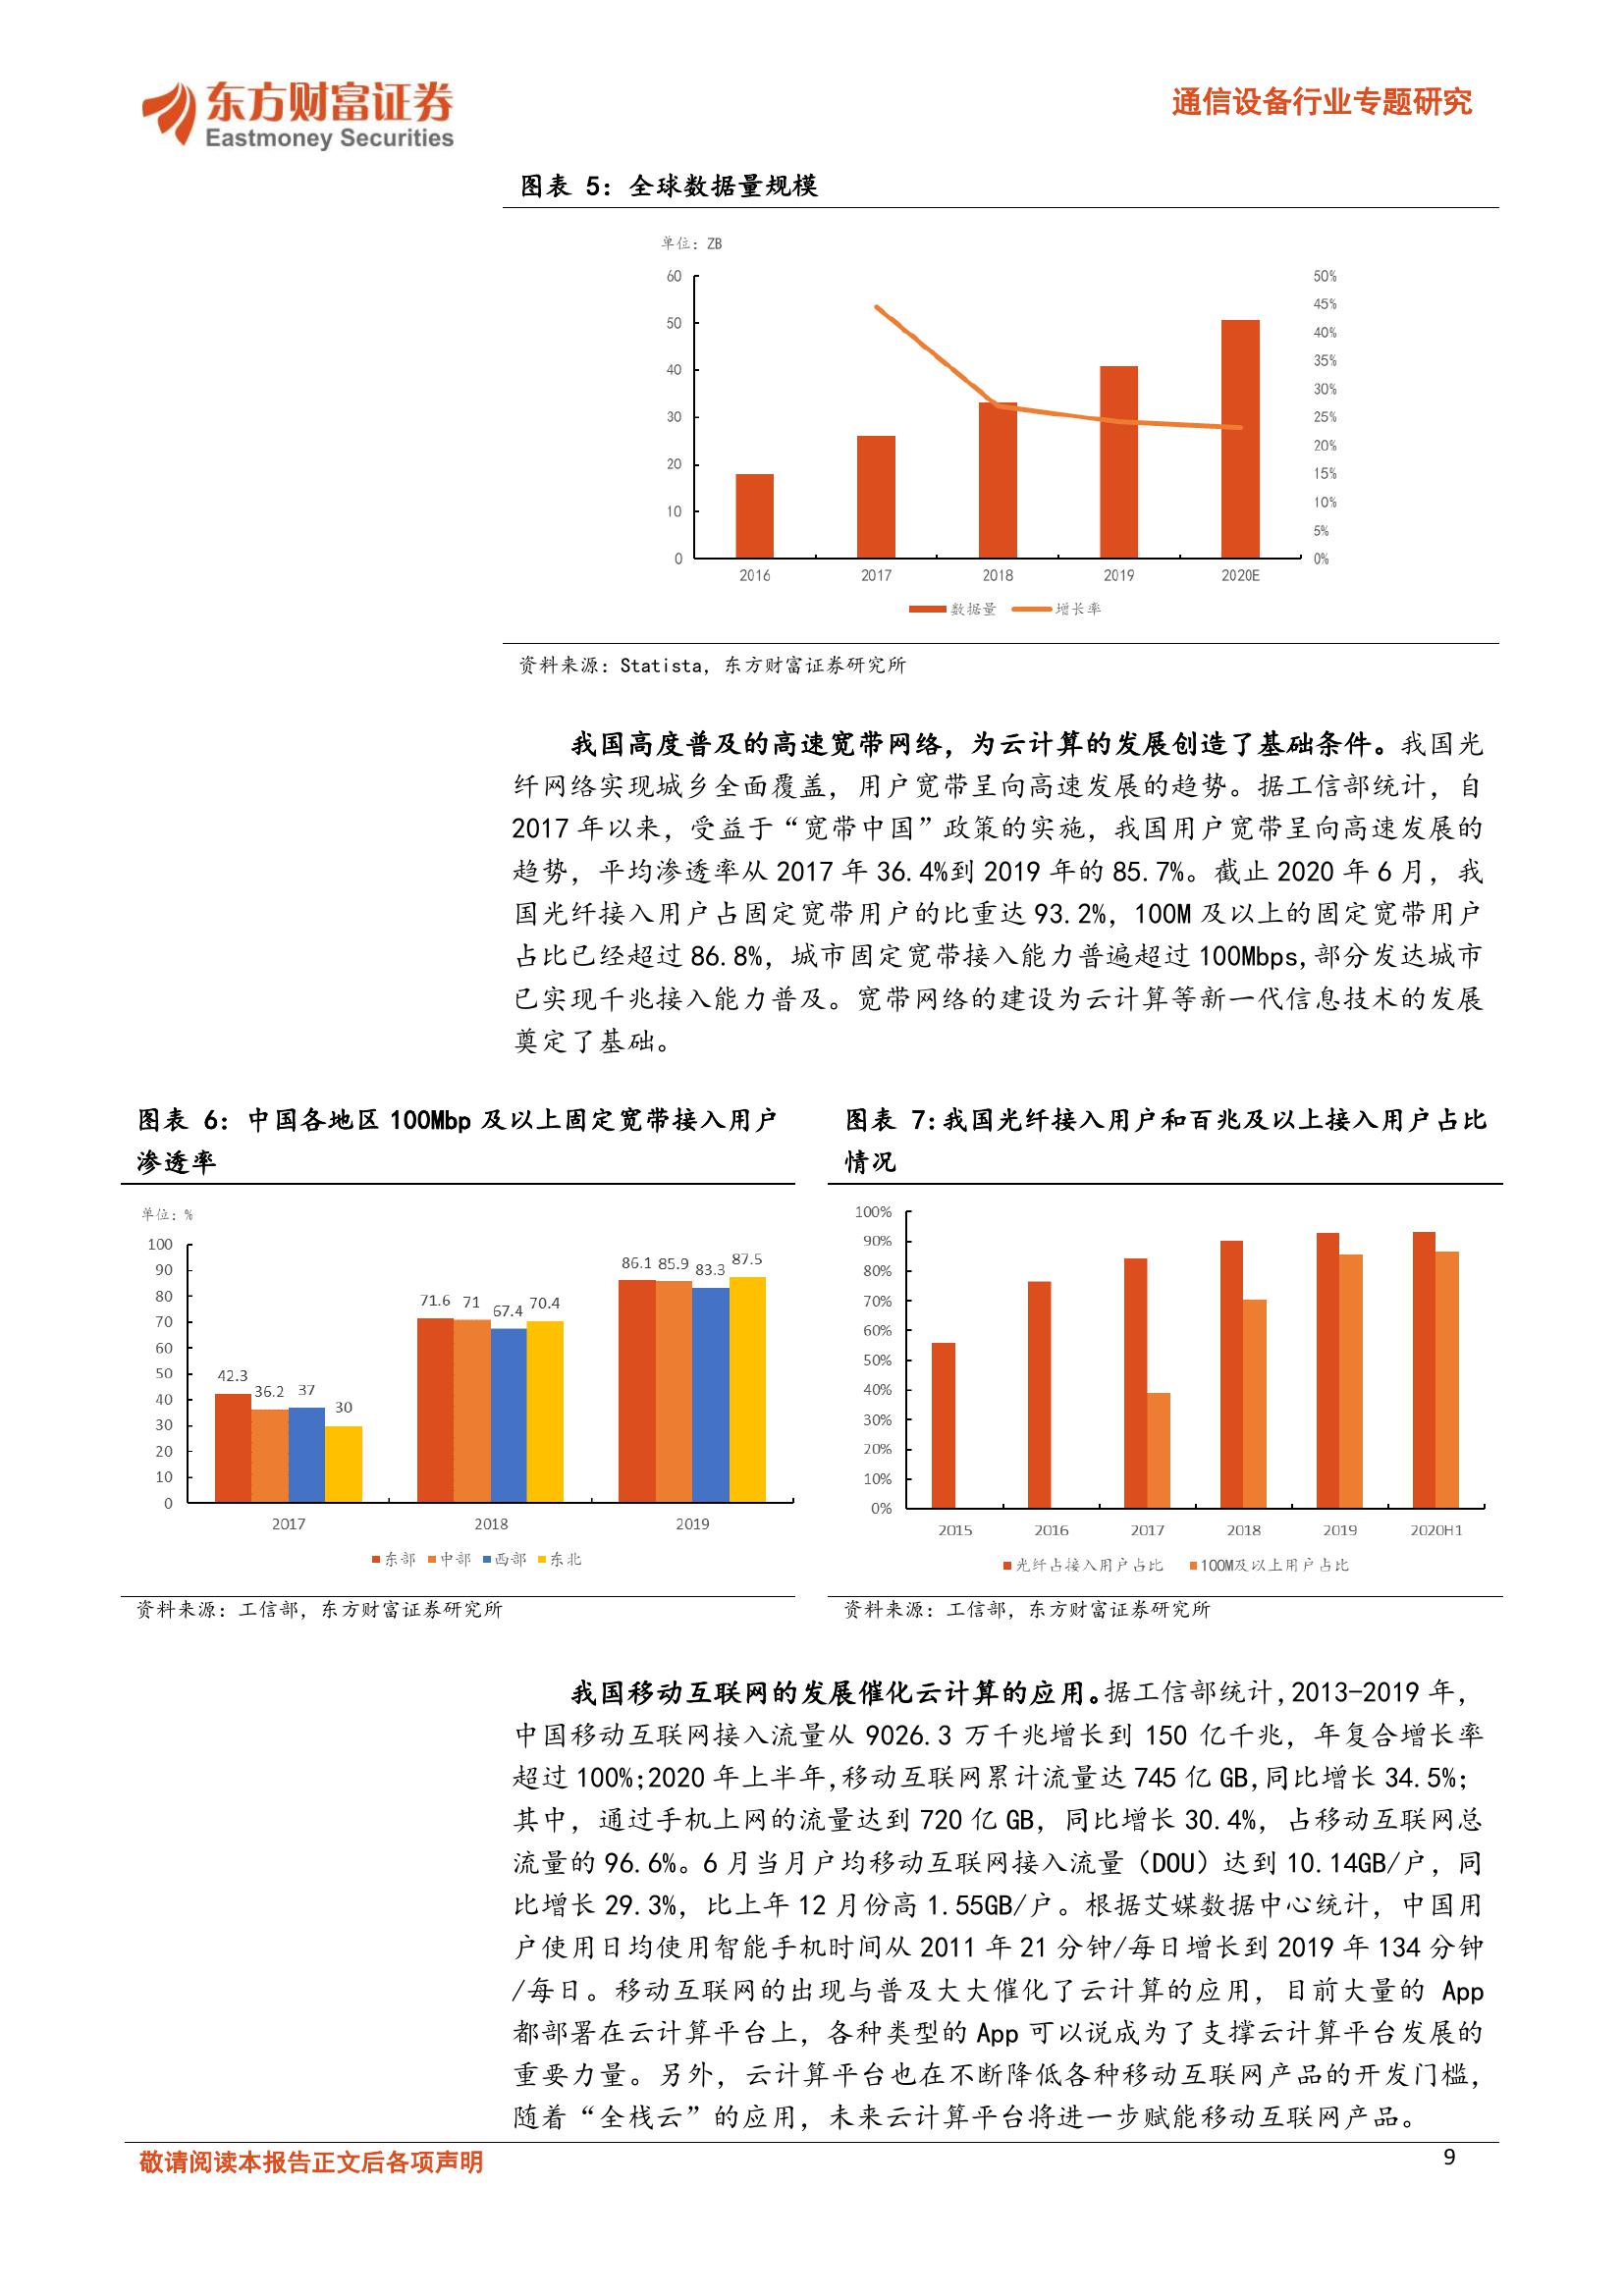 东方财富证券
Eastmoney Securities
通信设备行业专题研究
图表 5：全球数据量规模
单位：ZB
60
50
40
30
20
10
0
50%
45%
40%
35%
30%
25%
20%
15%
10%
5%
0%
2016 2017 2018 2019 2020E
数据量 增长率
资料来源：Statista，东方财富证券研究所
我国高度普及的高速宽带网络，为云计算的发展创造了基础条件。我国光
纤网络实现城乡全面覆盖，用户宽带呈向高速发展的趋势。据工信部统计，自
2017 年以来，受益于“宽带中国”政策的实施，我国用户宽带呈向高速发展的
趋势，平均渗透率从 2017 年 36.4%到 2019 年的 85.7%。截止 2020 年 6 月，我
国光纤接入用户占固定宽带用户的比重达 93.2%，100M 及以上的固定宽带用户
占比已经超过 86.8%，城市固定宽带接入能力普遍超过 100Mbps,部分发达城市
已实现千兆接入能力普及。宽带网络的建设为云计算等新一代信息技术的发展
奠定了基础。
图表 6：中国各地区 100Mbp 及以上固定宽带接入用户
渗透率
单位：%
100
90
80
70
60
50
40
30
20
10
0
42.3 36.2 37 30
71.6 71 67.4 70.4
86.1 85.9 83.3 87.5
2017 2018 2019
东部 中部 西部 东北
资料来源：工信部，东方财富证券研究所
图表 7:我国光纤接入用户和百兆及以上接入用户占比
情况
100%
90%
80%
70%
60%
50%
40%
30%
20%
10%
0%
2015 2016 2017 2018 2019 2020H1
光纤占接入用户占比 100M及以上用户占比
资料来源：工信部，东方财富证券研究所
我国移动互联网的发展催化云计算的应用。据工信部统计,2013-2019 年，
中国移动互联网接入流量从 9026.3 万千兆增长到 150 亿千兆，年复合增长率
超过 100%;2020 年上半年,移动互联网累计流量达 745 亿 GB,同比增长 34.5%;
其中，通过手机上网的流量达到 720 亿 GB，同比增长 30.4%，占移动互联网总
流量的 96.6%。6 月当月户均移动互联网接入流量（DOU）达到 10.14GB/户，同
比增长 29.3%，比上年 12 月份高 1.55GB/户。根据艾媒数据中心统计，中国用
户使用日均使用智能手机时间从 2011 年 21 分钟/每日增长到 2019 年 134 分钟
/每日。移动互联网的出现与普及大大催化了云计算的应用，目前大量的 App
都部署在云计算平台上，各种类型的 App 可以说成为了支撑云计算平台发展的
重要力量。另外，云计算平台也在不断降低各种移动互联网产品的开发门槛，
随着“全栈云”的应用，未来云计算平台将进一步赋能移动互联网产品。
敬请阅读本报告正文后各项声明
9